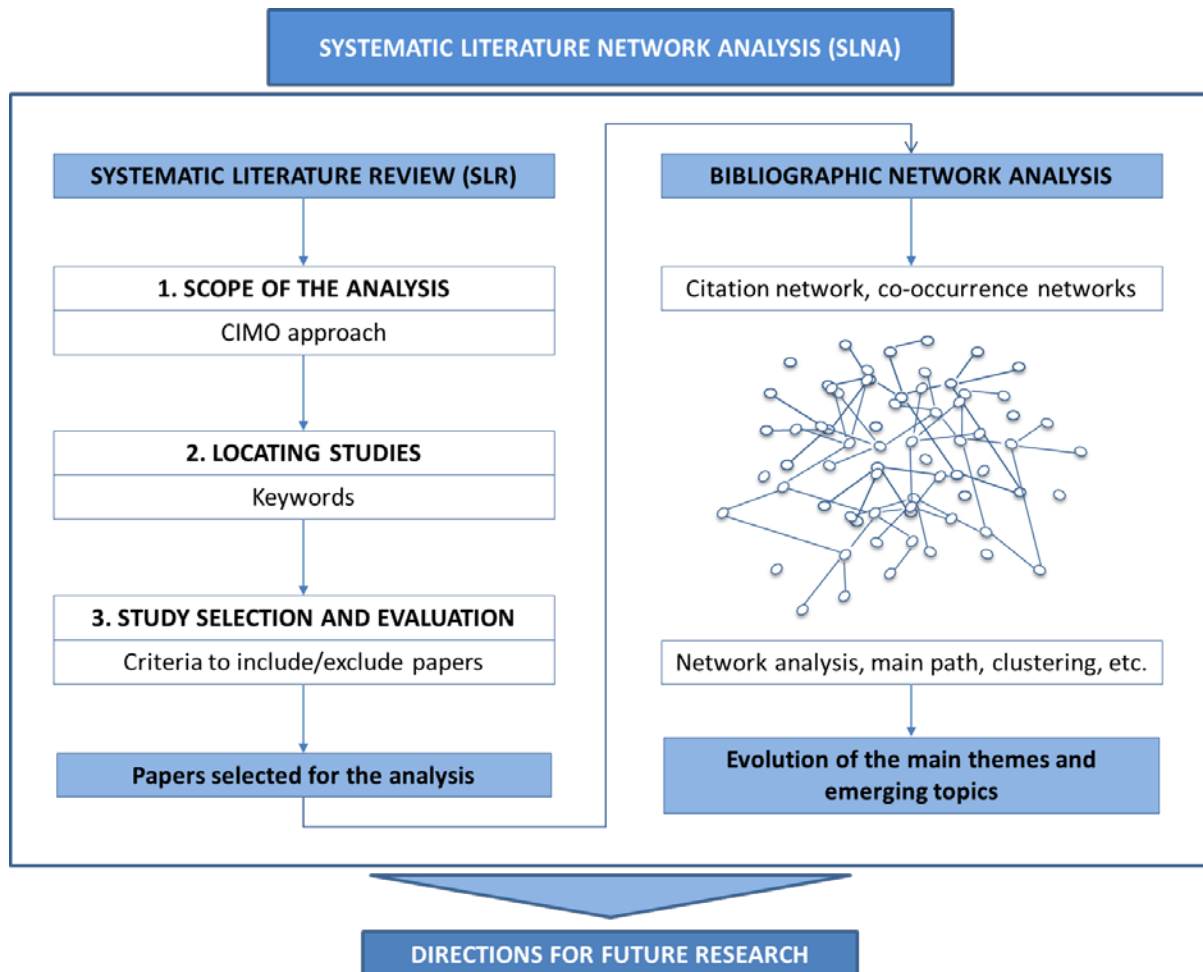 SYSTEMATIC LITERATURE NETWORK ANALYSIS (SLNA)
SYSTEMATIC LITERATURE REVIEW (SLR)
1. SCOPE OF THE ANALYSIS
CIMO approach
2. LOCATING STUDIES
Keywords
3. STUDY SELECTION AND EVALUATION
Criteria to include/exclude papers
Papers selected for the analysis
BIBLIOGRAPHIC NETWORK ANALYSIS
Citation network, co-occurrence networks
Network analysis, main path, clustering, etc.
Evolution of the main themes and
emerging topics
DIRECTIONS FOR FUTURE RESEARCH